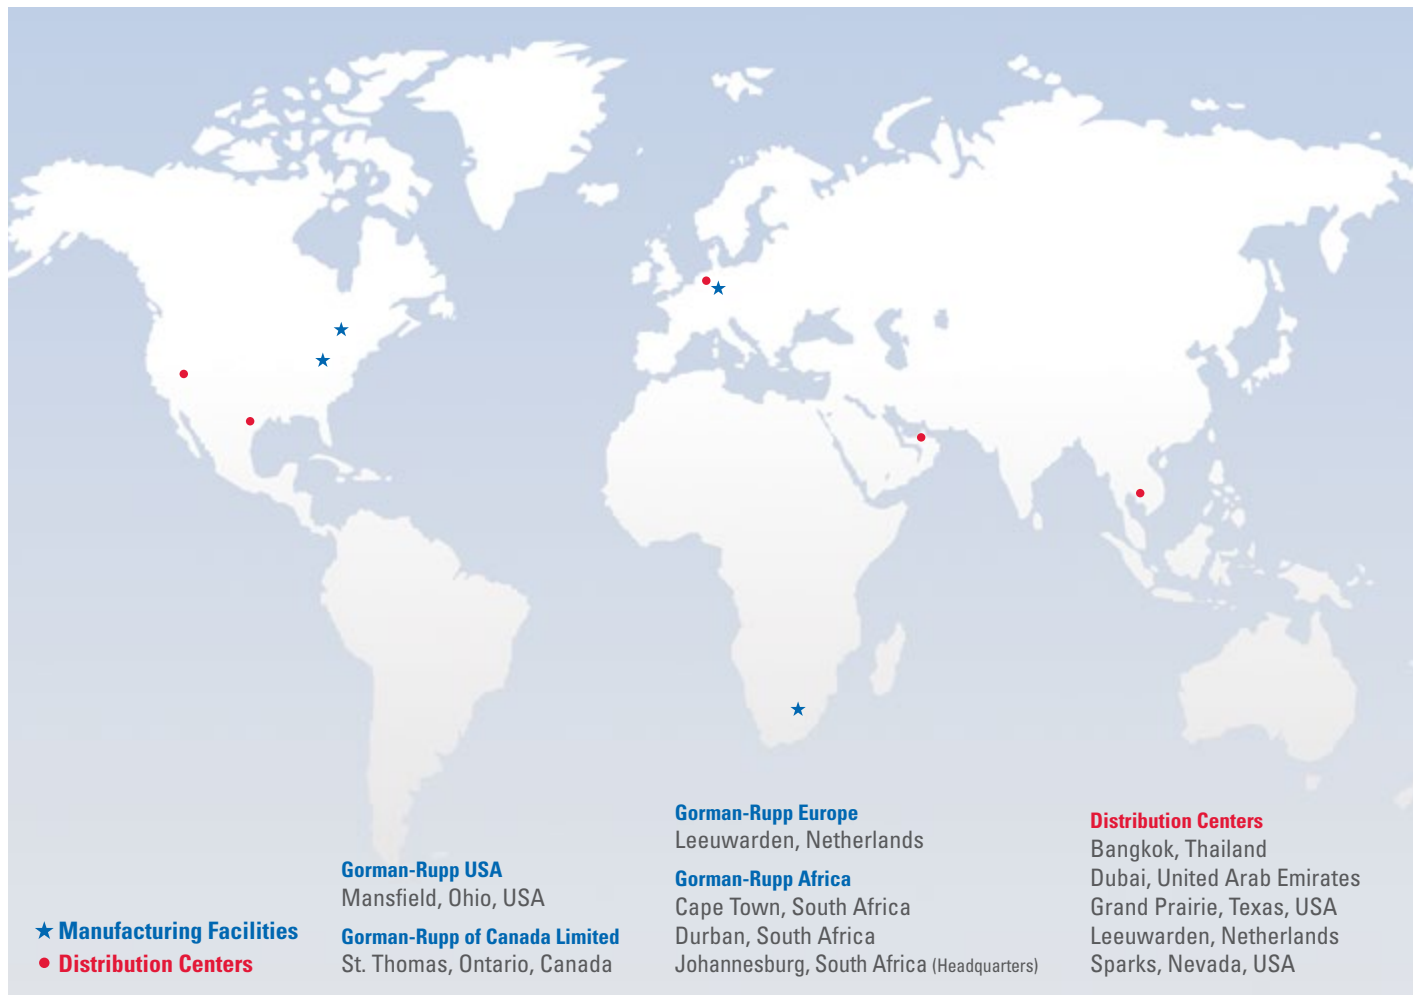 ★ Manufacturing Facilities
● Distribution Centers
Gorman-Rupp USA
Mansfield, Ohio, USA
Gorman-Rupp of Canada Limited
St. Thomas, Ontario, Canada
Gorman-Rupp Europe
Leeuwarden, Netherlands
Gorman-Rupp Africa
Cape Town, South Africa
Durban, South Africa
Johannesburg, South Africa (Headquarters)
Distribution Centers
Bangkok, Thailand
Dubai, United Arab Emirates
Grand Prairie, Texas, USA
Leeuwarden, Netherlands
Sparks, Nevada, USA